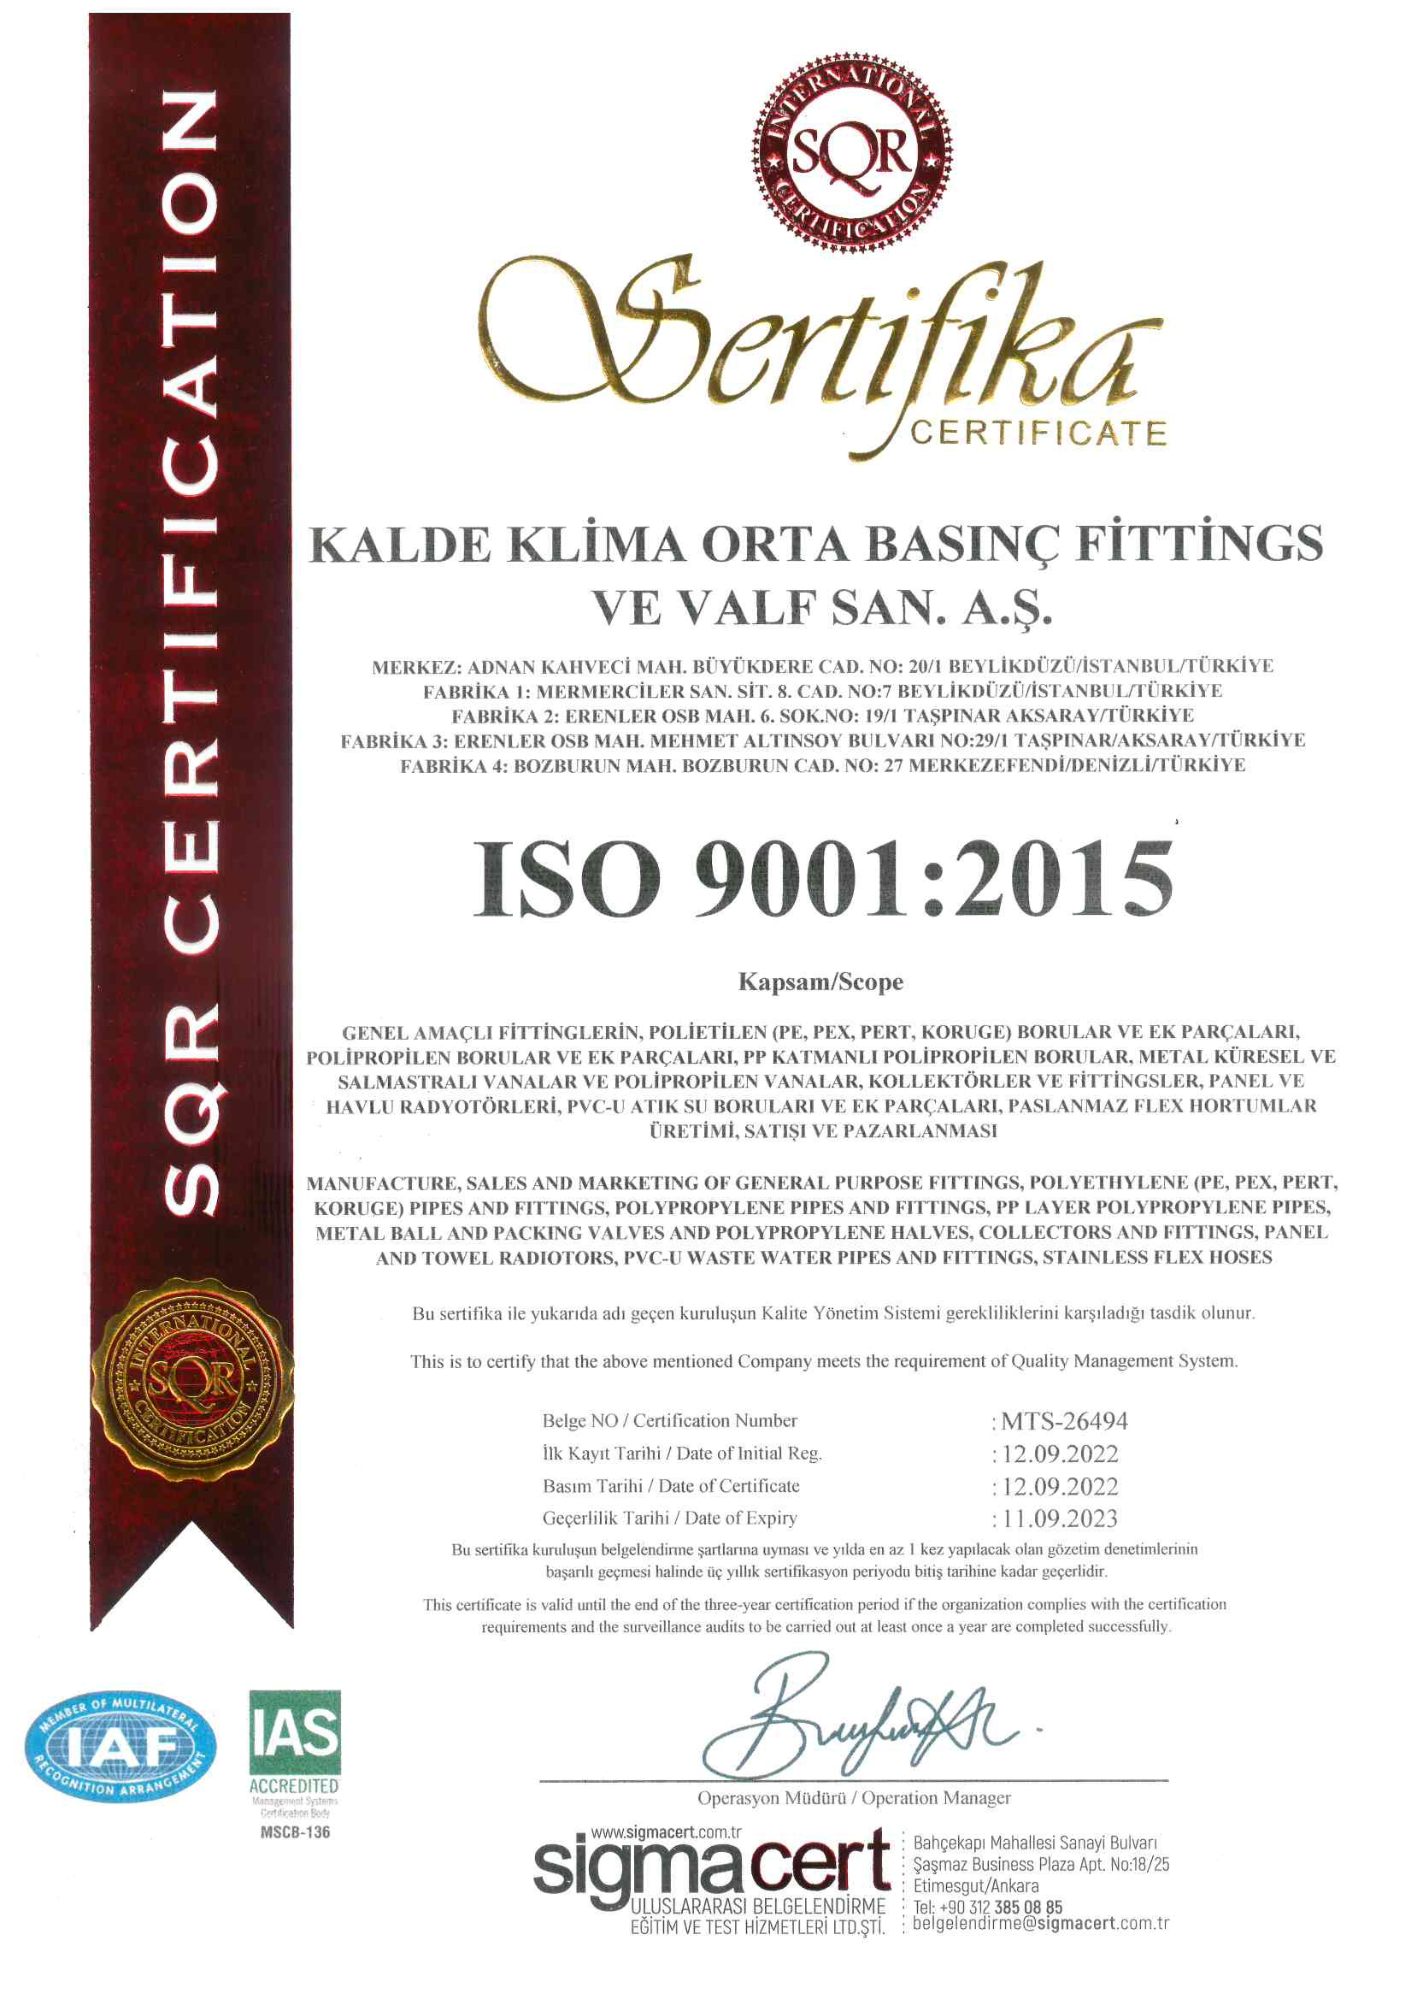 SQR CERTIFICATION
INTERNATIONAL
SQR
CERTIFICATION
Sertifika
CERTIFICATE
KALDE KLİMA ORTA BASINÇ FİTTİNGS
VE VALF SAN. A.Ş.
MERKEZ: ADNAN KAHVECİ MAH. BÜYÜKDERE CAD. NO: 20/1 BEYLİKDÜZÜ/İSTANBUL/TÜRKİYE
FABRİKA 1: MERMERCİLER SAN. SİT. 8. CAD. NO:7 BEYLİKDÜZÜ/İSTANBUL/TÜRKİYE
FABRİKA 2: ERENLER OSB MAH. 6. SOK.NO: 19/1 TAŞPINAR AKSARAY/TÜRKİYE
FABRİKA 3: ERENLER OSB MAH. MEHMET ALTINSOY BULVARI NO:29/1 TAŞPINAR/AKSARAY/TÜRKİYE
FABRİKA 4: BOZBURUN MAH. BOZBURUN CAD. NO: 27 MERKEZEFENDİ/DENİZLİ/TÜRKİYE
ISO 9001:2015
Kapsam/Scope
GENEL AMAÇLI FİTTİNGLERİN, POLİETİLEN (PE, PEX, PERT, KORUGE) BORULAR VE EK PARÇALARI,
POLİPROPİLEN BORULAR VE EK PARÇALARI, PP KATMANLI POLİPROPİLEN BORULAR, METAL KÜRESEL VE
SALMASTRALI VANALAR VE POLİPROPİLEN VANALAR, KOLLEKTÖRLER VE FİTTİNGSLER, PANEL VE
HAVLU RADYOTÖRLERİ, PVC-U ATIK SU BORULARI VE EK PARÇALARI, PASLANMAZ FLEX HORTUMLAR
ÜRETİMİ, SATIŞI VE PAZARLANMASI
MANUFACTURE, SALES AND MARKETING OF GENERAL PURPOSE FITTINGS, POLYETHYLENE (PE, PEX, PERT,
KORUGE) PIPES AND FITTINGS, POLYPROPYLENE PIPES AND FITTINGS, PP LAYER POLYPROPYLENE PIPES,
METAL BALL AND PACKING VALVES AND POLYPROPYLENE HALVES, COLLECTORS AND FITTINGS, PANEL
AND TOWEL RADIOTORS, PVC-U WASTE WATER PIPES AND FITTINGS, STAINLESS FLEX HOSES
Bu sertifika ile yukarıda adı geçen kuruluşun Kalite Yönetim Sistemi gerekliliklerini karşıladığı tasdik olunur.
This is to certify that the above mentioned Company meets the requirement of Quality Management System.
Belge NO / Certification Number : MTS-26494
İlk Kayıt Tarihi / Date of Initial Reg. : 12.09.2022
Basım Tarihi / Date of Certificate : 12.09.2022
Geçerlilik Tarihi / Date of Expiry : 11.09.2023
Bu sertifika kuruluşun belgelendirme şartlarına uyması ve yılda en az 1 kez yapılacak olan gözetim denetimlerinin
başarılı geçmesi halinde üç yıllık sertifikasyon periyodu bitiş tarihine kadar geçerlidir.
This certificate is valid until the end of the three-year certification period if the organization complies with the certification
requirements and the surveillance audits to be carried out at least once a year are completed successfully.
INTERNATIONAL
SQR
CERTIFICATION
MEMBER OF MULTILATERAL
IAF
RECOGNITION ARRANGEMENT
IAS
ACCREDITED
Management Systems
Certification Body
MSCB-136
Operasyon Müdürü / Operation Manager
www.sigmacert.com.tr
sigmacert
ULUSLARARASI BELGELENDİRME
EĞİTİM VE TEST HİZMETLERİ LTD.ŞTİ.
Bahçekapı Mahallesi Sanayi Bulvarı
Şaşmaz Business Plaza Apt. No:18/25
Etimesgut/Ankara
Tel: +90 312 385 08 85
belgelendirme@sigmacert.com.tr